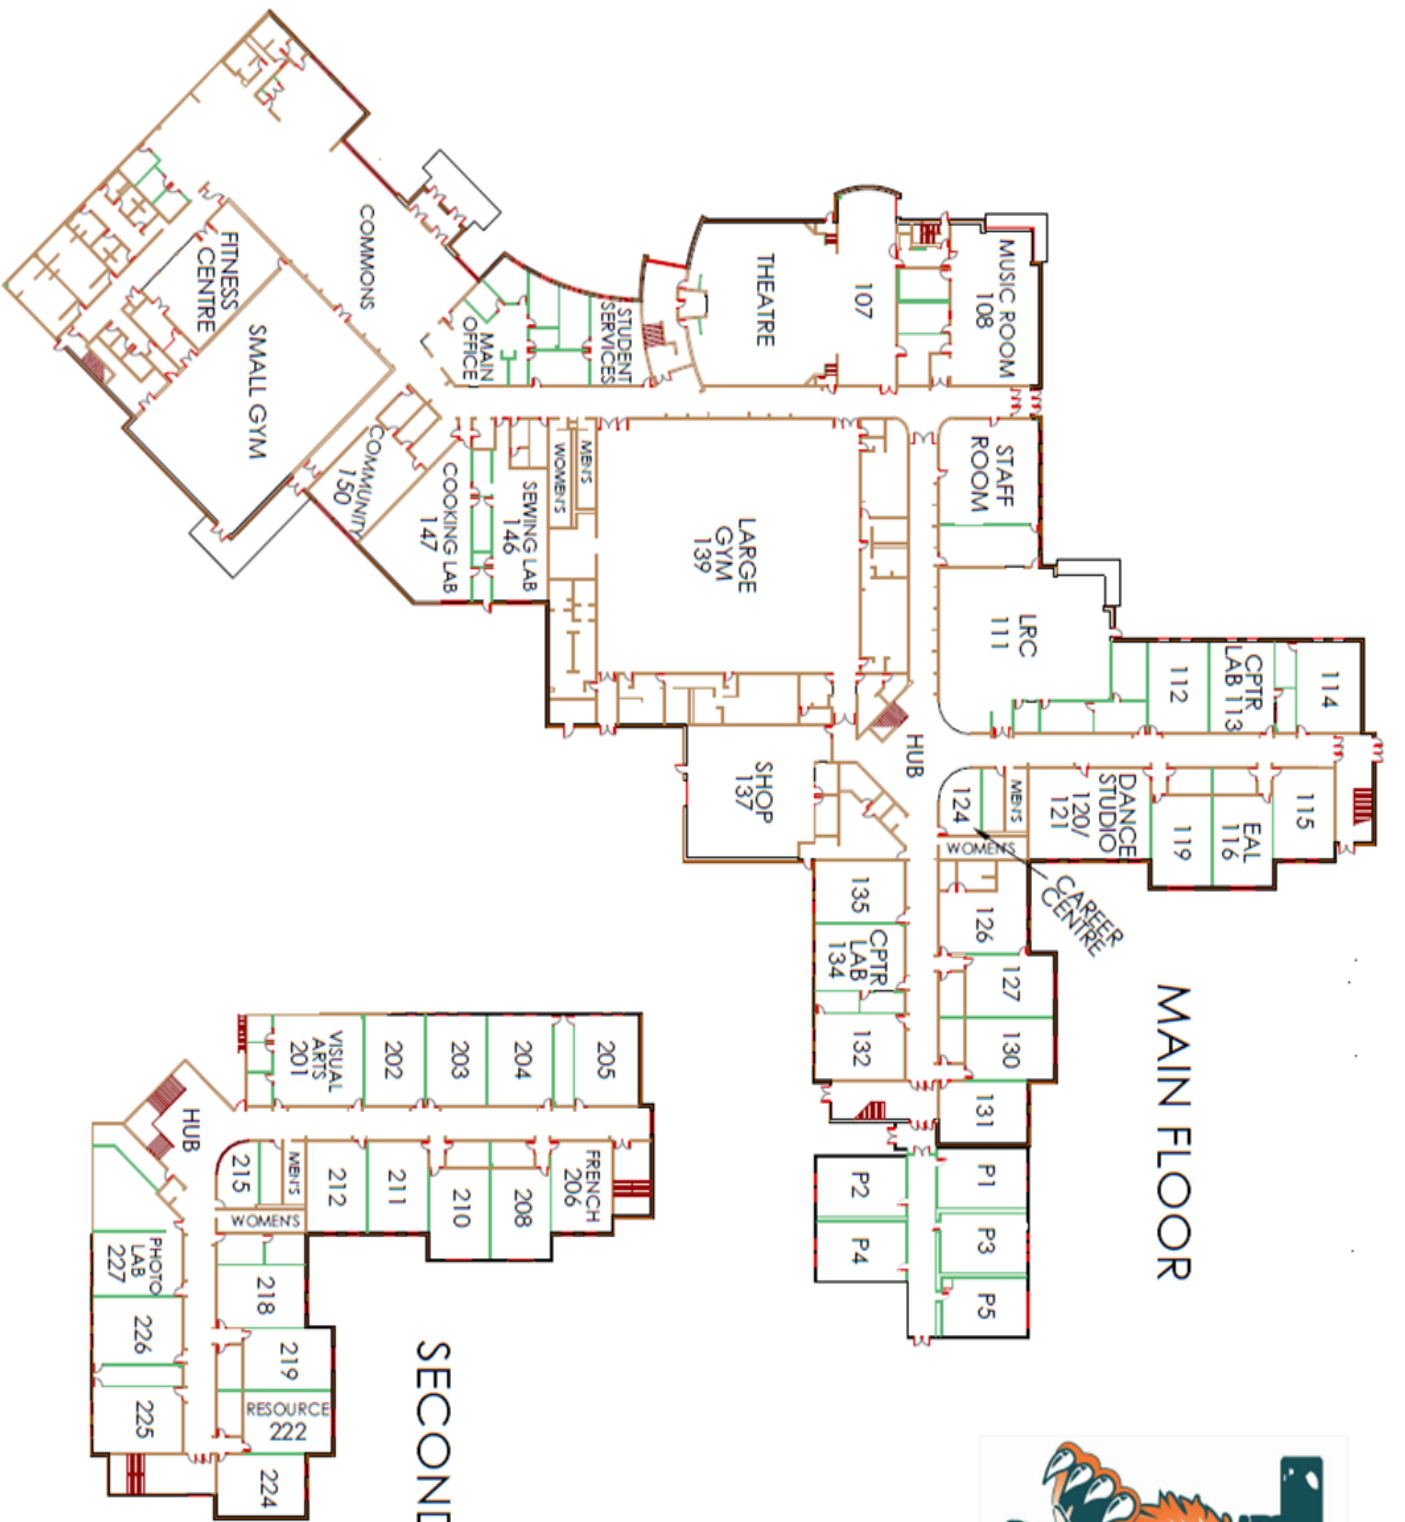 COMMONS
FITNESS
CENTRE
SMALL GYM
MAIN
OFFICE
STUDENT
SERVICES
THEATRE
107
MUSIC ROOM
108
COMMUNITY
150
COOKING LAB
147
SEWING LAB
146
MEN'S
WOMEN'S
LARGE
GYM
139
STAFF
ROOM
LRC
111
112
CPTR
LAB 113
114
HUB
SHOP
137
124
MEN'S
WOMEN'S
DANCE
STUDIO
120/
121
119
EAL
116
115
CAREER
CENTRE
135
CPTR
LAB
134
132
126
127
130
131
P1
P2
P3
P4
P5
MAIN FLOOR
VISUAL
ARTS
201
202
203
204
205
HUB
215
MEN'S
WOMEN'S
212
211
210
208
FRENCH
206
PHOTO
LAB
227
226
225
218
219
RESOURCE
222
224
SECOND